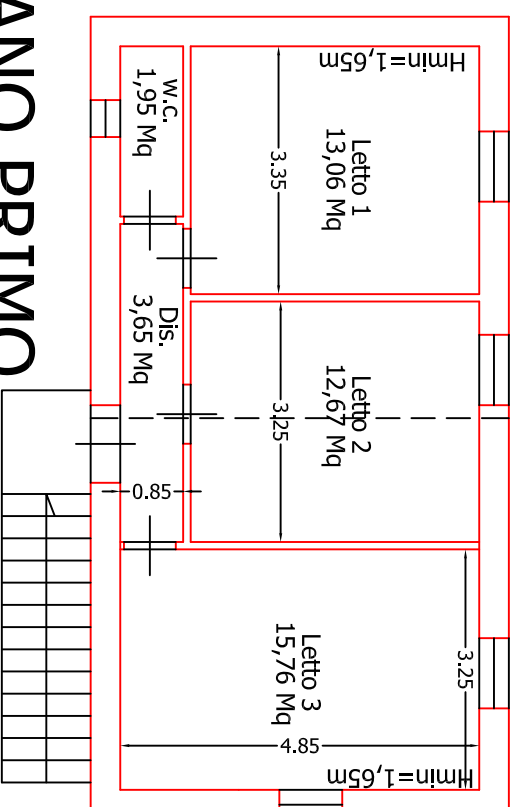 Hmin=1,65m
w.c.
1,95 Mq
Letto 1
13,06 Mq
3.35
Dis.
3,65 Mq
Letto 2
12,67 Mq
3.25
0.85
Letto 3
15,76 Mq
3.25
4.85
Hmin=1,65m
ANO PRIMO